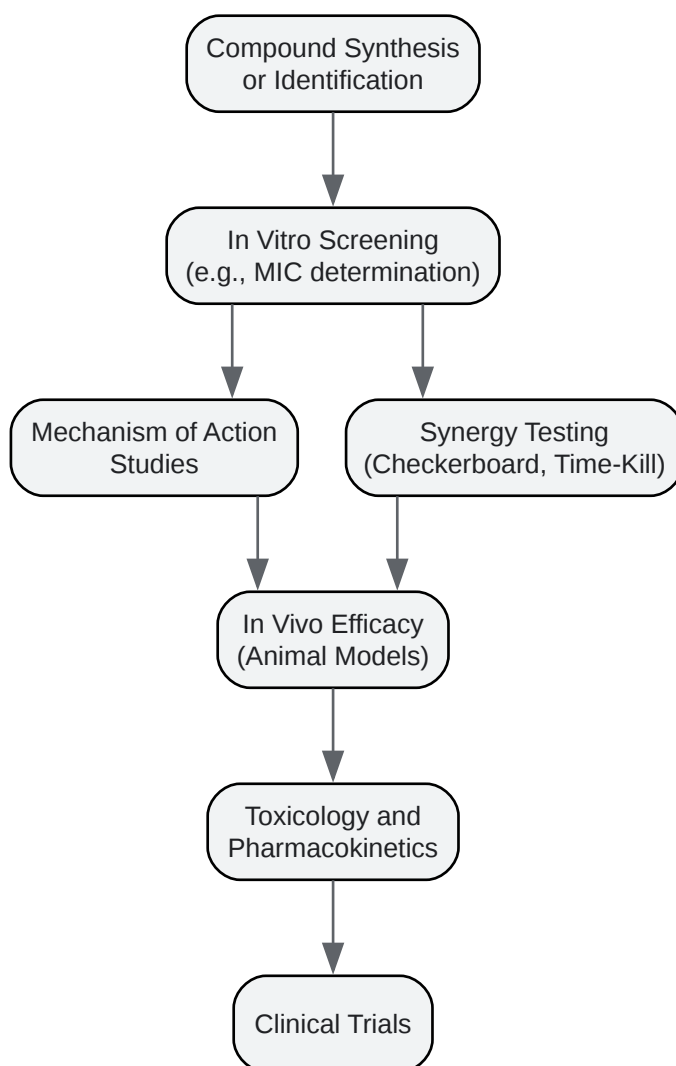 Compound Synthesis
or Identification
In Vitro Screening
(e.g., MIC determination)
Mechanism of Action
Studies
Synergy Testing
(Checkerboard, Time-Kill)
In Vivo Efficacy
(Animal Models)
Toxicology and
Pharmacokinetics
Clinical Trials